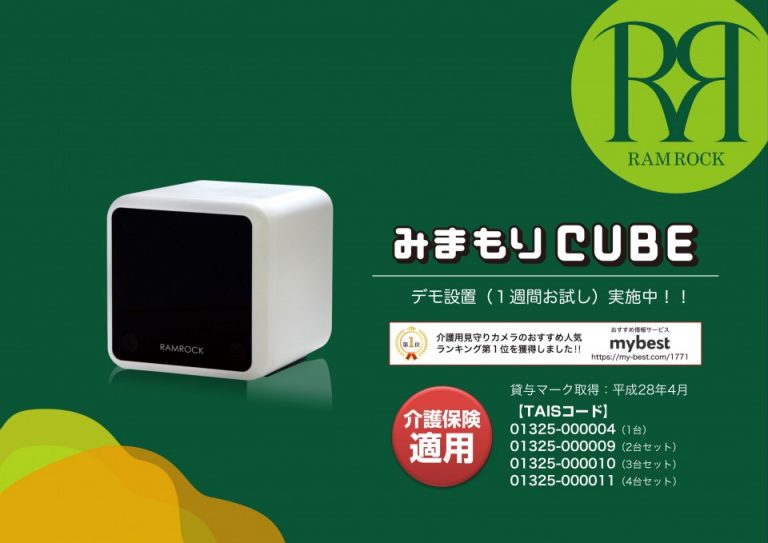 RR
RAMROCK
みまもりCUBE
デモ設置（１週間お試し）実施中！！
RAMROCK
第1位
介護用見守りカメラのおすすめ人気
ランキング第１位を獲得しました!!
おすすめ情報サービス
mybest
https://my-best.com/1771
介護保険
適用
貸与マーク取得：平成28年4月
【TAISコード】
01325-000004（1台）
01325-000009（2台セット）
01325-000010（3台セット）
01325-000011（4台セット）